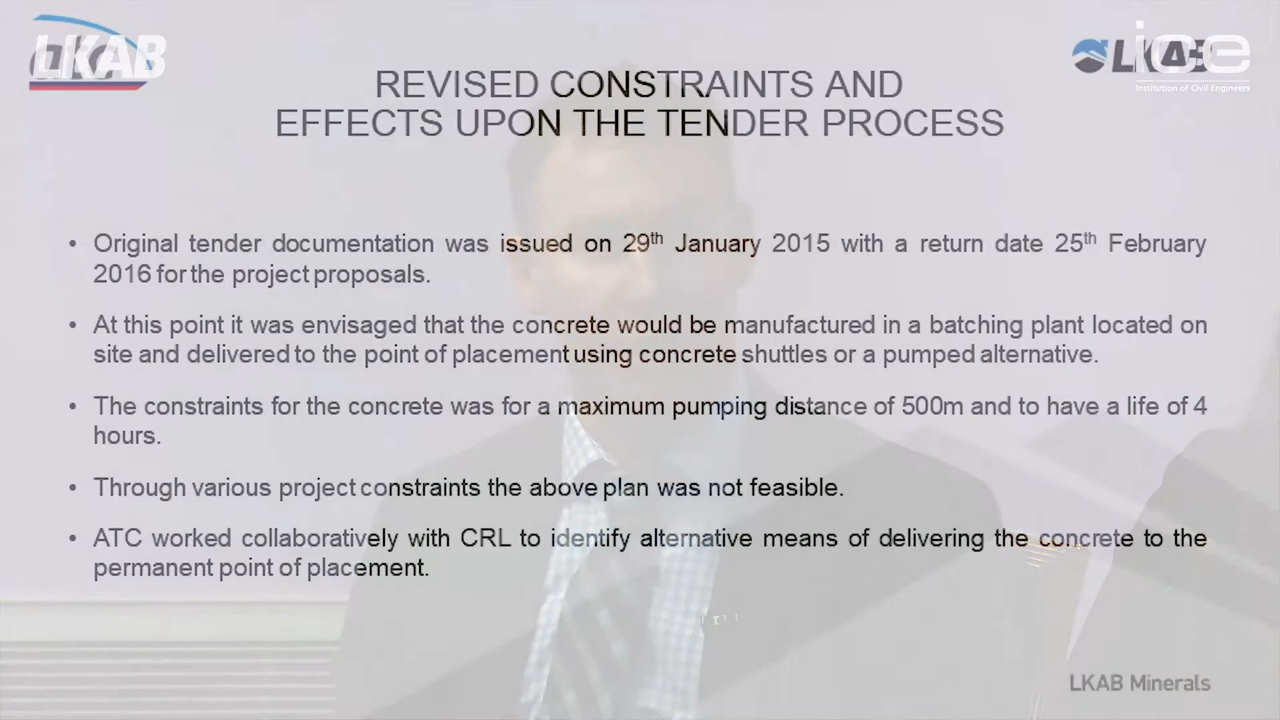 LKAB
atc
LKAB
ice
Institution of Civil Engineers
REVISED CONSTRAINTS AND
EFFECTS UPON THE TENDER PROCESS
• Original tender documentation was issued on 29th January 2015 with a return date 25th February
2016 for the project proposals.
• At this point it was envisaged that the concrete would be manufactured in a batching plant located on
site and delivered to the point of placement using concrete shuttles or a pumped alternative.
• The constraints for the concrete was for a maximum pumping distance of 500m and to have a life of 4
hours.
• Through various project constraints the above plan was not feasible.
• ATC worked collaboratively with CRL to identify alternative means of delivering the concrete to the
permanent point of placement.
LKAB Minerals